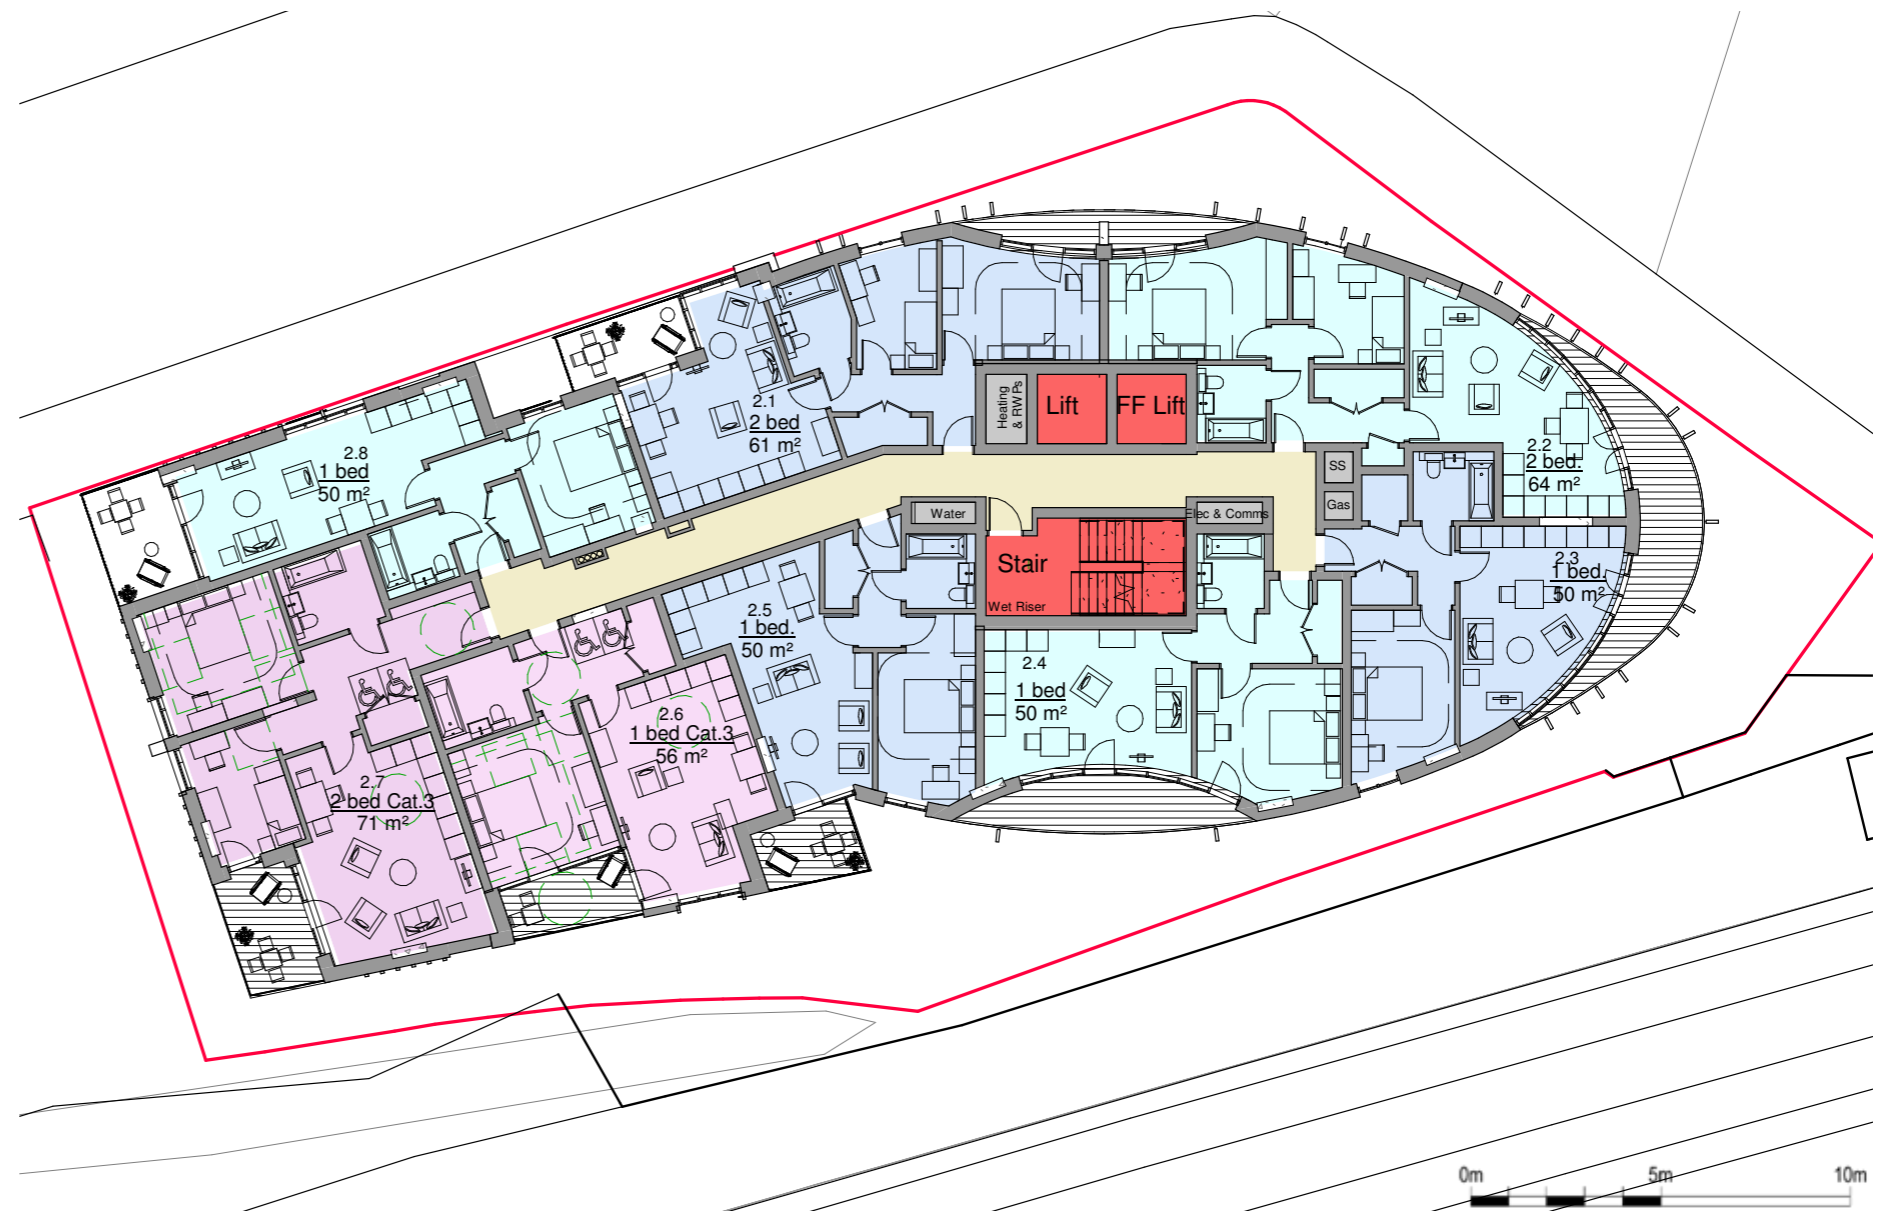 Heating
& RWPs
Lift
FF Lift
2.1
2 bed
61 m²
2.8
1 bed
50 m²
2.2
2 bed.
64 m²
SS
Gas
Water
Elec & Comms
Stair
Wet Riser
2.3
1 bed.
50 m²
2.5
1 bed.
50 m²
2.4
1 bed
50 m²
2.6
1 bed Cat.3
56 m²
2.7
2 bed Cat.3
71 m²
0m
5m
10m